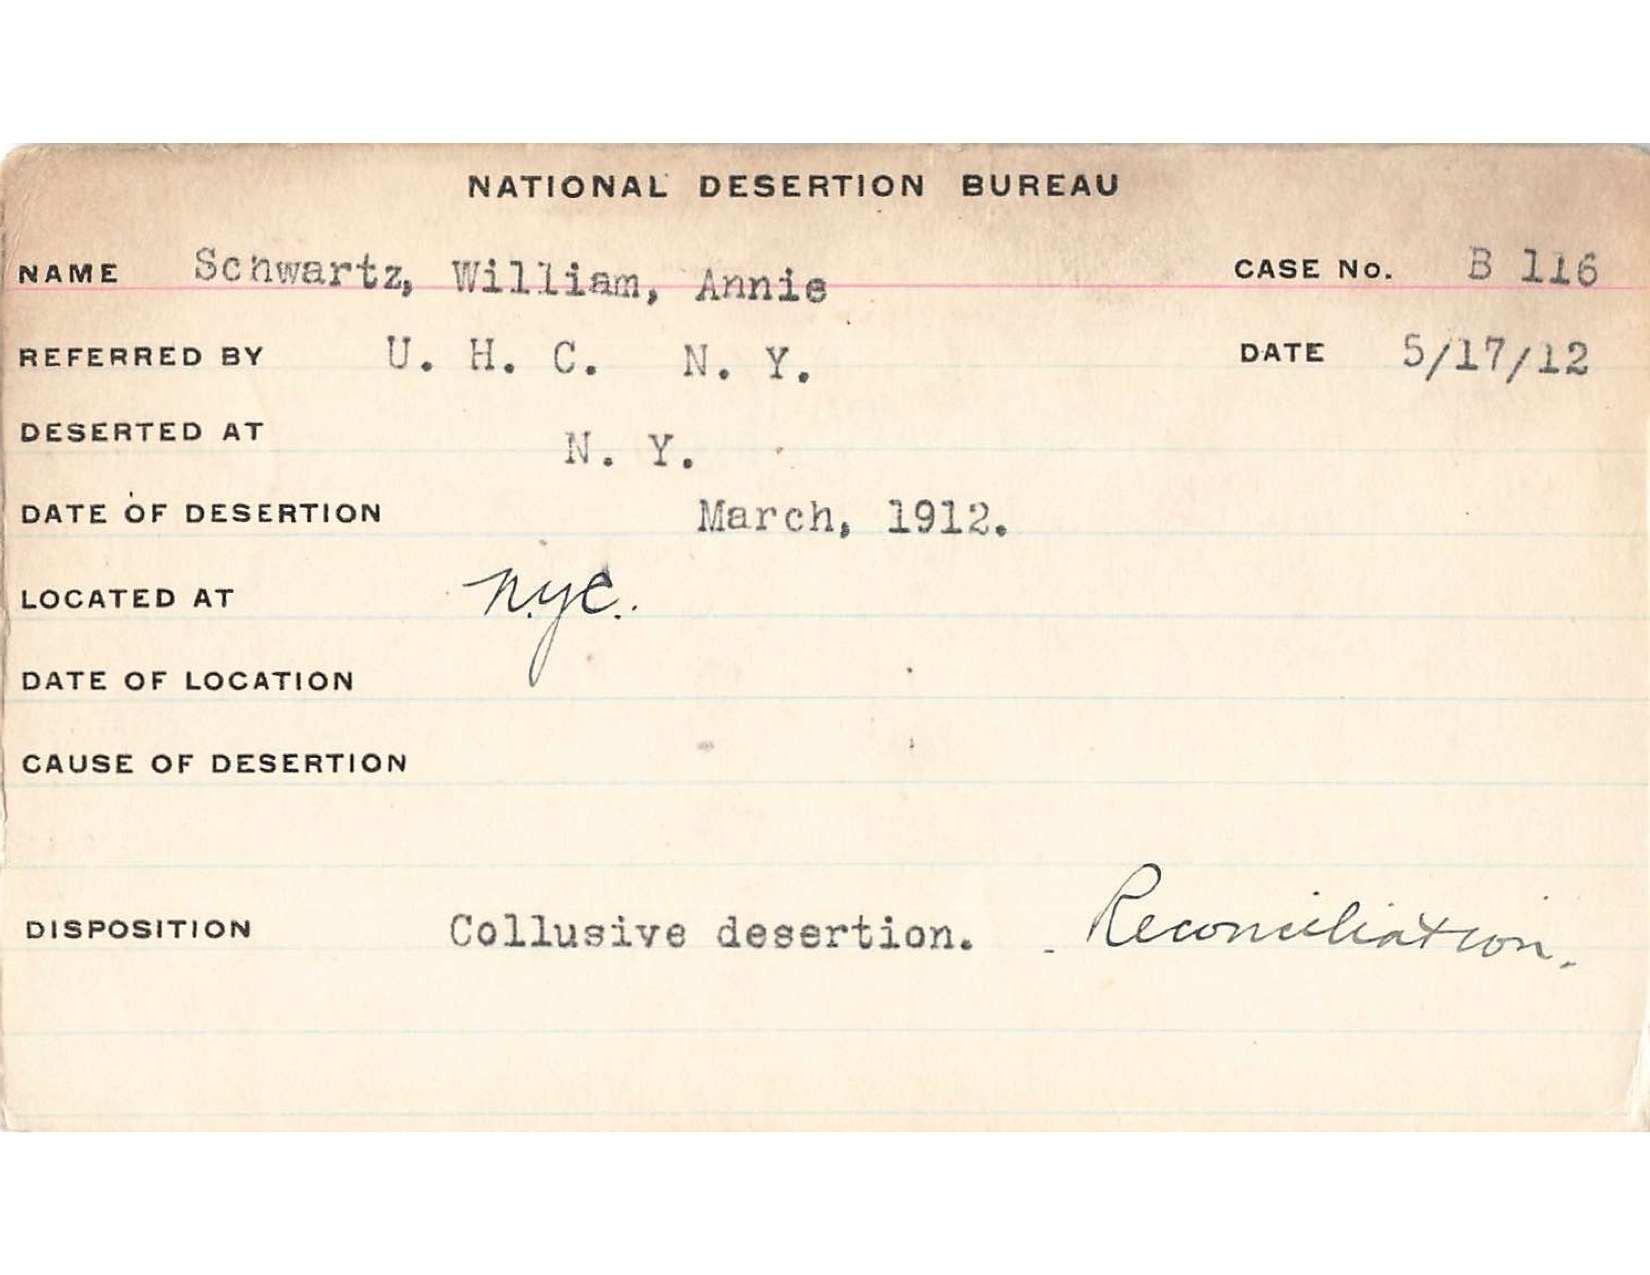 NATIONAL DESERTION BUREAU
NAME Schwartz, William, Annie CASE No. B 116
REFERRED BY U. H. C. N. Y. DATE 5/17/12
DESERTED AT N. Y.
DATE OF DESERTION March, 1912.
LOCATED AT N.Y.C.
DATE OF LOCATION
CAUSE OF DESERTION
DISPOSITION Collusive desertion. Reconciliation.